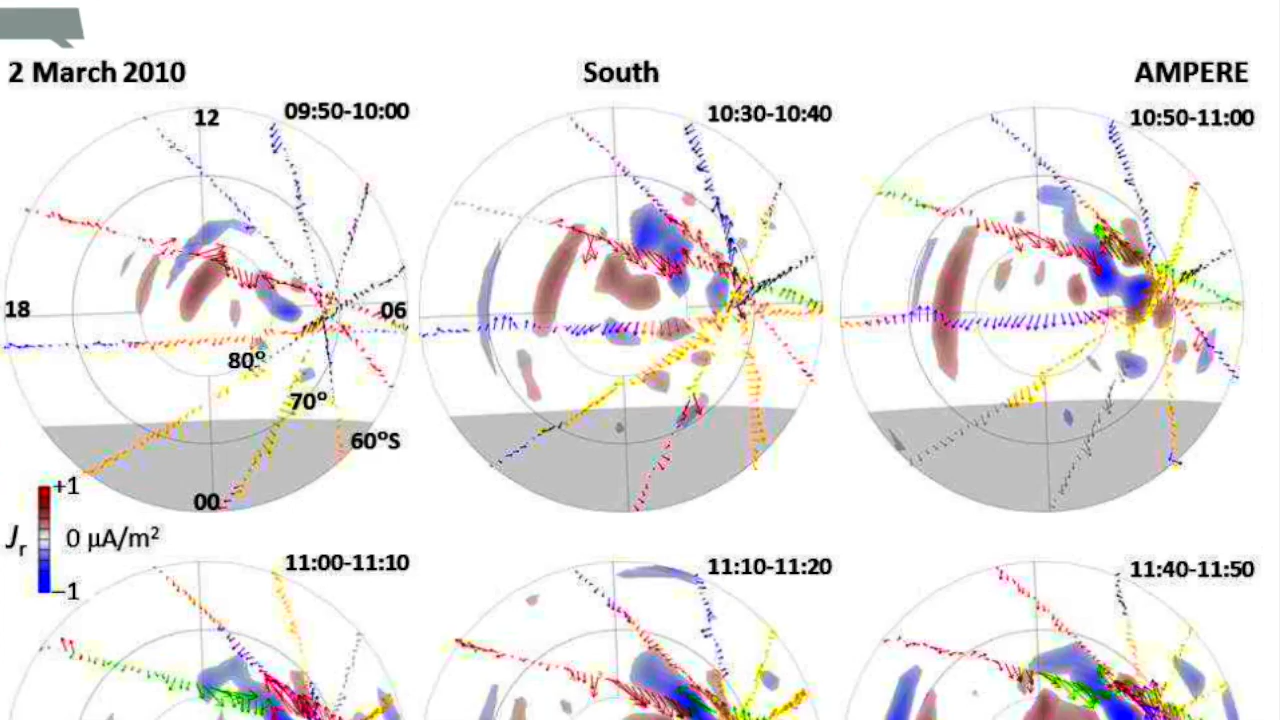 2 March 2010 South AMPERE
09:50-10:00 10:30-10:40 10:50-11:00
12
18 06
80°
70°
60°S
00
+1
Jr 0 μA/m²
−1
11:00-11:10 11:10-11:20 11:40-11:50